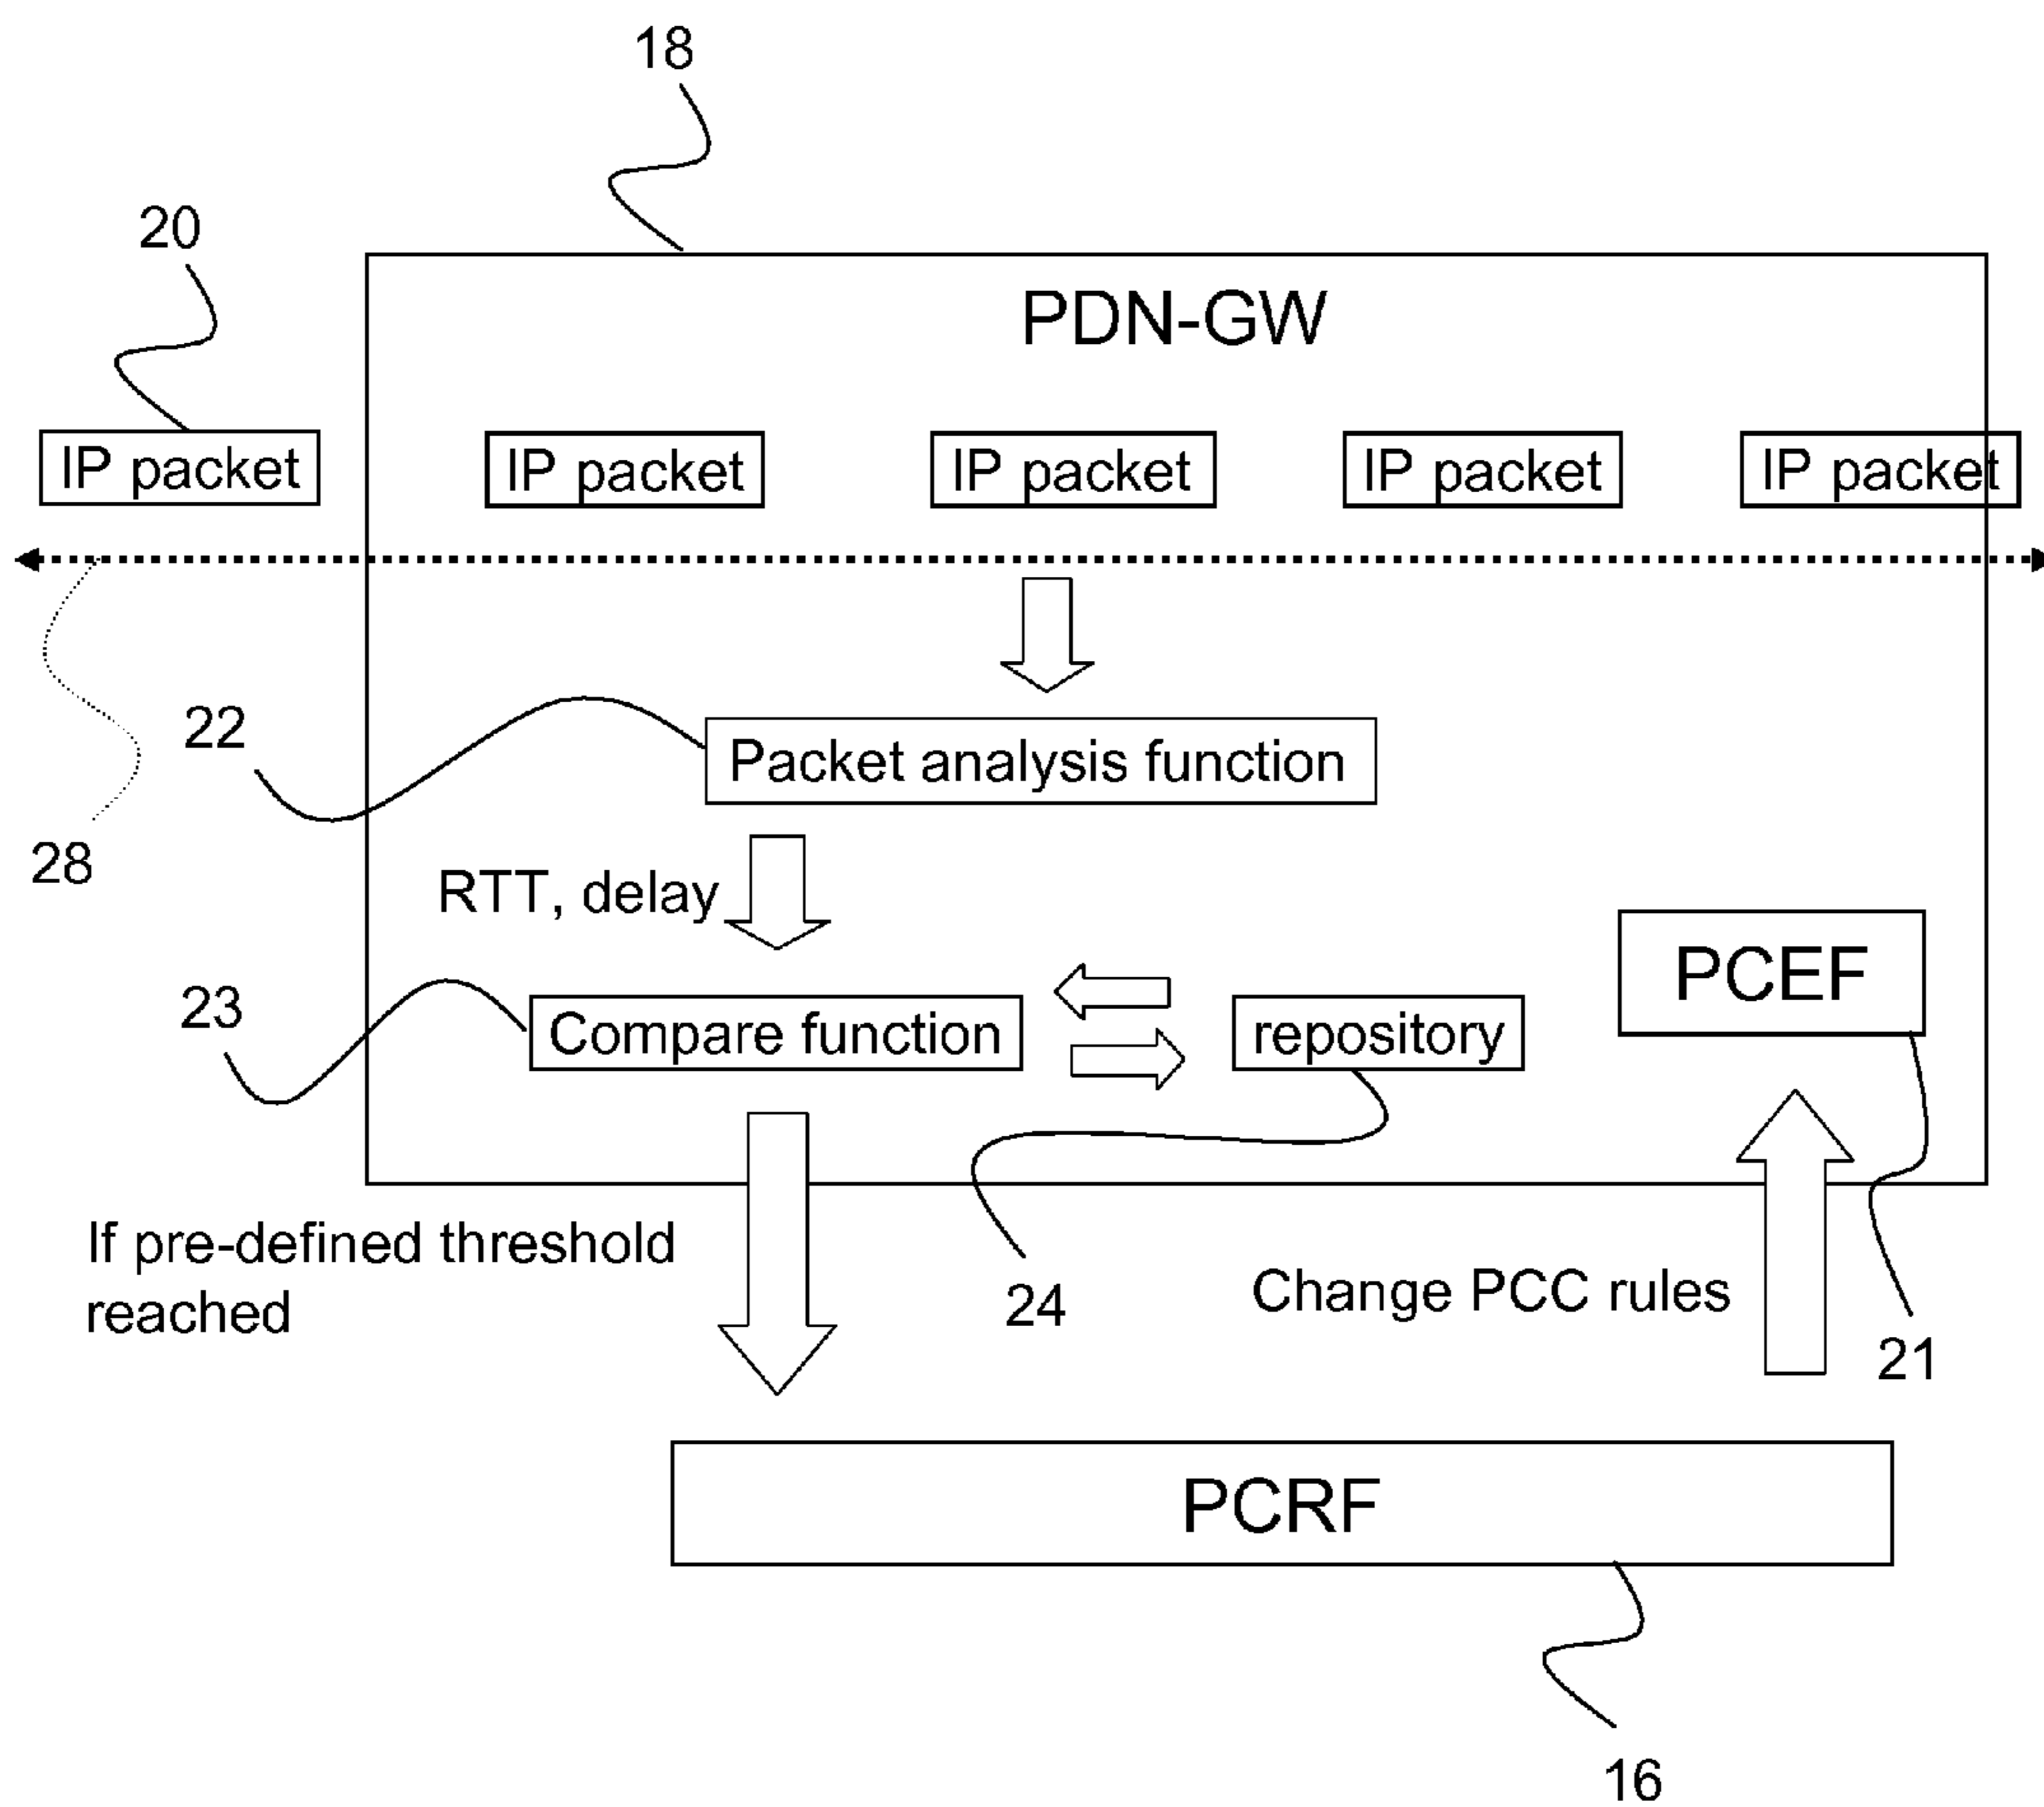 18
20
PDN-GW
IP packet
IP packet
IP packet
IP packet
IP packet
22
Packet analysis function
28
RTT, delay
PCEF
23
Compare function
repository
If pre-defined threshold
reached
24
Change PCC rules
21
PCRF
16